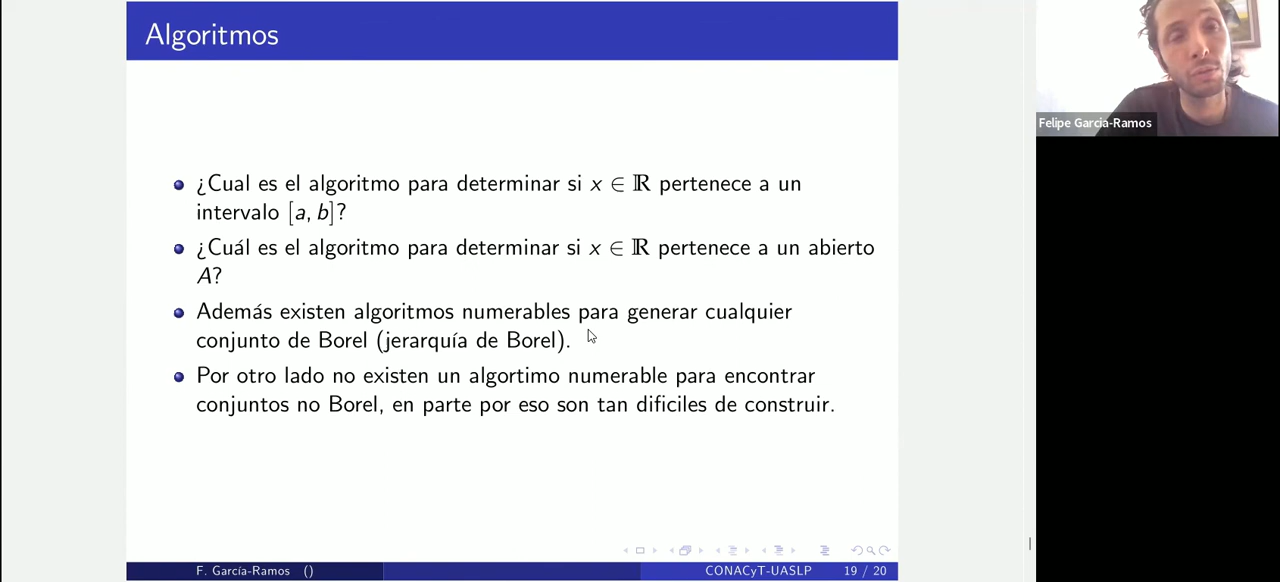 Algoritmos
¿Cual es el algoritmo para determinar si x ∈ ℝ pertenece a un
intervalo [a, b]?
¿Cuál es el algoritmo para determinar si x ∈ ℝ pertenece a un abierto
A?
Además existen algoritmos numerables para generar cualquier
conjunto de Borel (jerarquía de Borel).
Por otro lado no existen un algortimo numerable para encontrar
conjuntos no Borel, en parte por eso son tan dificiles de construir.
F. García-Ramos ()
CONACyT-UASLP
19 / 20
Felipe García-Ramos